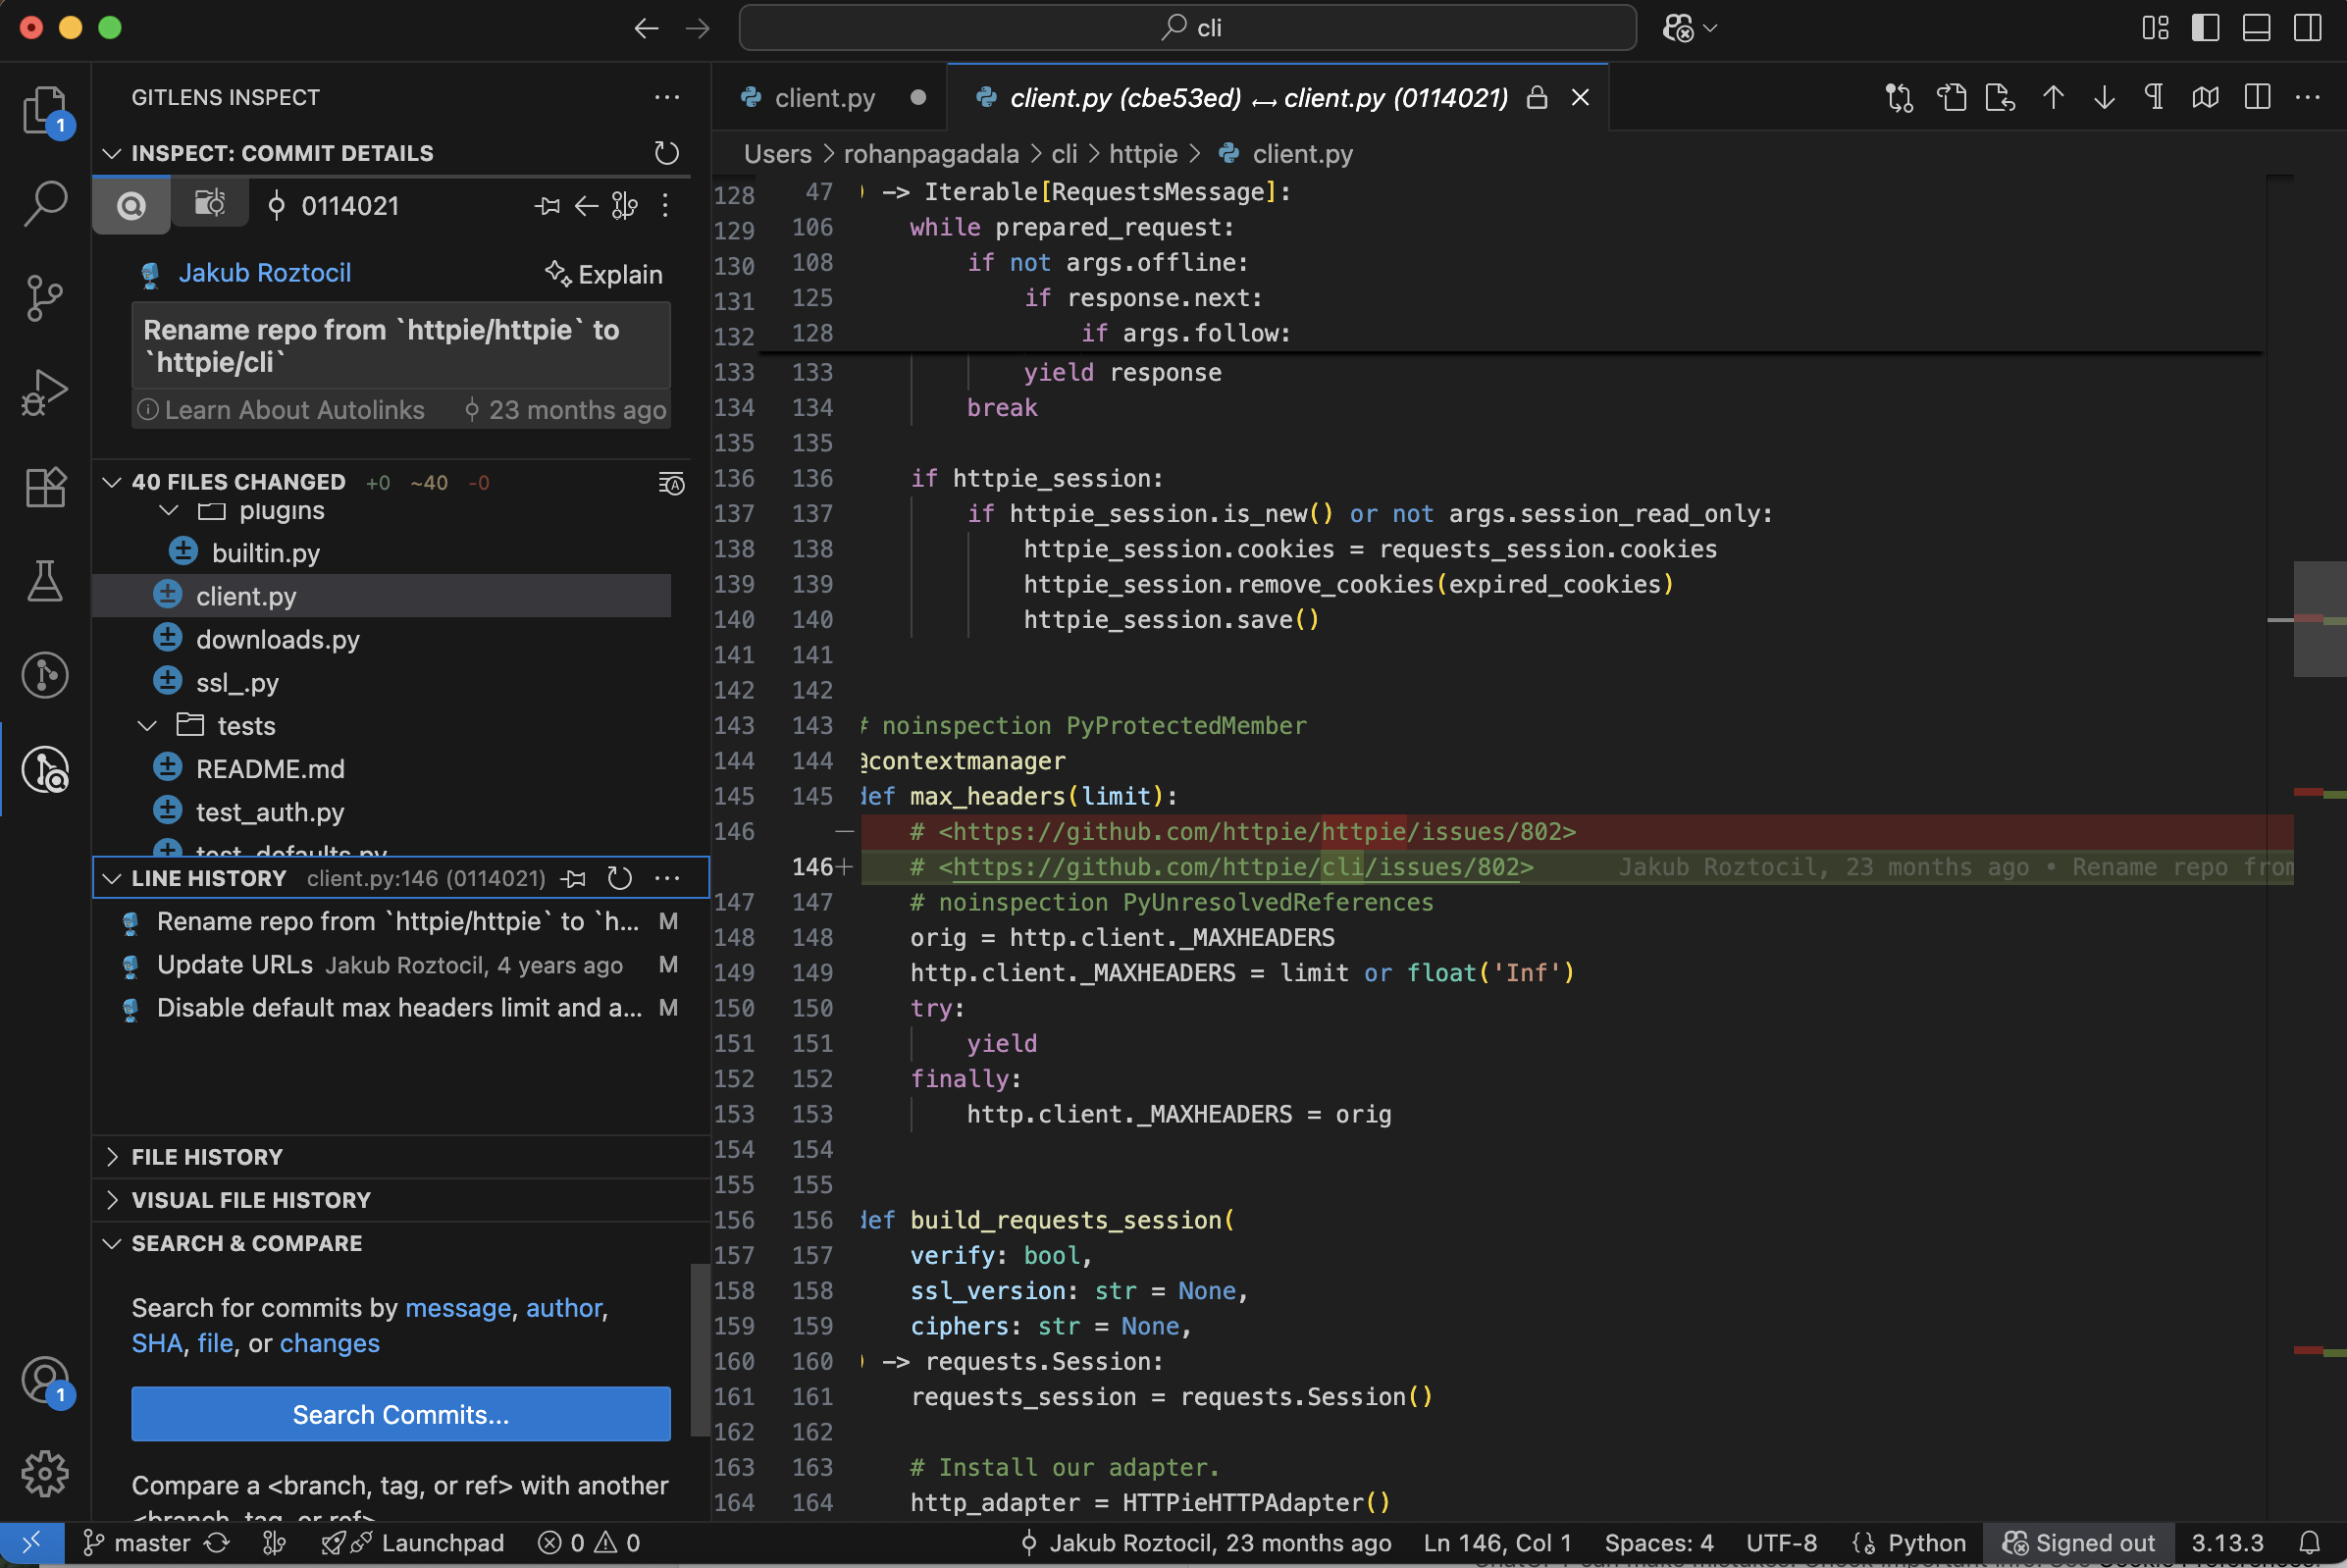 cli
GITLENS INSPECT
INSPECT: COMMIT DETAILS
0114021
Jakub Roztocil
Explain
Rename repo from `httpie/httpie` to
`httpie/cli`
Learn About Autolinks 23 months ago
40 FILES CHANGED +0 ~40 -0
plugins
builtin.py
client.py
downloads.py
ssl_.py
tests
README.md
test_auth.py
test_defaults.py
LINE HISTORY client.py:146 (0114021)
Rename repo from `httpie/httpie` to `h... M
Update URLs Jakub Roztocil, 4 years ago M
Disable default max headers limit and a... M
FILE HISTORY
VISUAL FILE HISTORY
SEARCH & COMPARE
Search for commits by message, author,
SHA, file, or changes
Search Commits...
Compare a <branch, tag, or ref> with another
<branch, tag, or ref>
1
1
client.py
client.py (cbe53ed) ↔ client.py (0114021)
Users > rohanpagadala > cli > httpie > client.py
128 47 ) -> Iterable[RequestsMessage]:
129 106 while prepared_request:
130 108 if not args.offline:
131 125 if response.next:
132 128 if args.follow:
133 133 yield response
134 134 break
135 135
136 136 if httpie_session:
137 137 if httpie_session.is_new() or not args.session_read_only:
138 138 httpie_session.cookies = requests_session.cookies
139 139 httpie_session.remove_cookies(expired_cookies)
140 140 httpie_session.save()
141 141
142 142
143 143 # noinspection PyProtectedMember
144 144 @contextmanager
145 145 def max_headers(limit):
146 — # <https://github.com/httpie/httpie/issues/802>
146+ # <https://github.com/httpie/cli/issues/802> Jakub Roztocil, 23 months ago • Rename repo from
147 147 # noinspection PyUnresolvedReferences
148 148 orig = http.client._MAXHEADERS
149 149 http.client._MAXHEADERS = limit or float('Inf')
150 150 try:
151 151 yield
152 152 finally:
153 153 http.client._MAXHEADERS = orig
154 154
155 155
156 156 def build_requests_session(
157 157 verify: bool,
158 158 ssl_version: str = None,
159 159 ciphers: str = None,
160 160 ) -> requests.Session:
161 161 requests_session = requests.Session()
162 162
163 163 # Install our adapter.
164 164 http_adapter = HTTPieHTTPAdapter()
master Launchpad 0 0 Jakub Roztocil, 23 months ago Ln 146, Col 1 Spaces: 4 UTF-8 Python Signed out 3.13.3